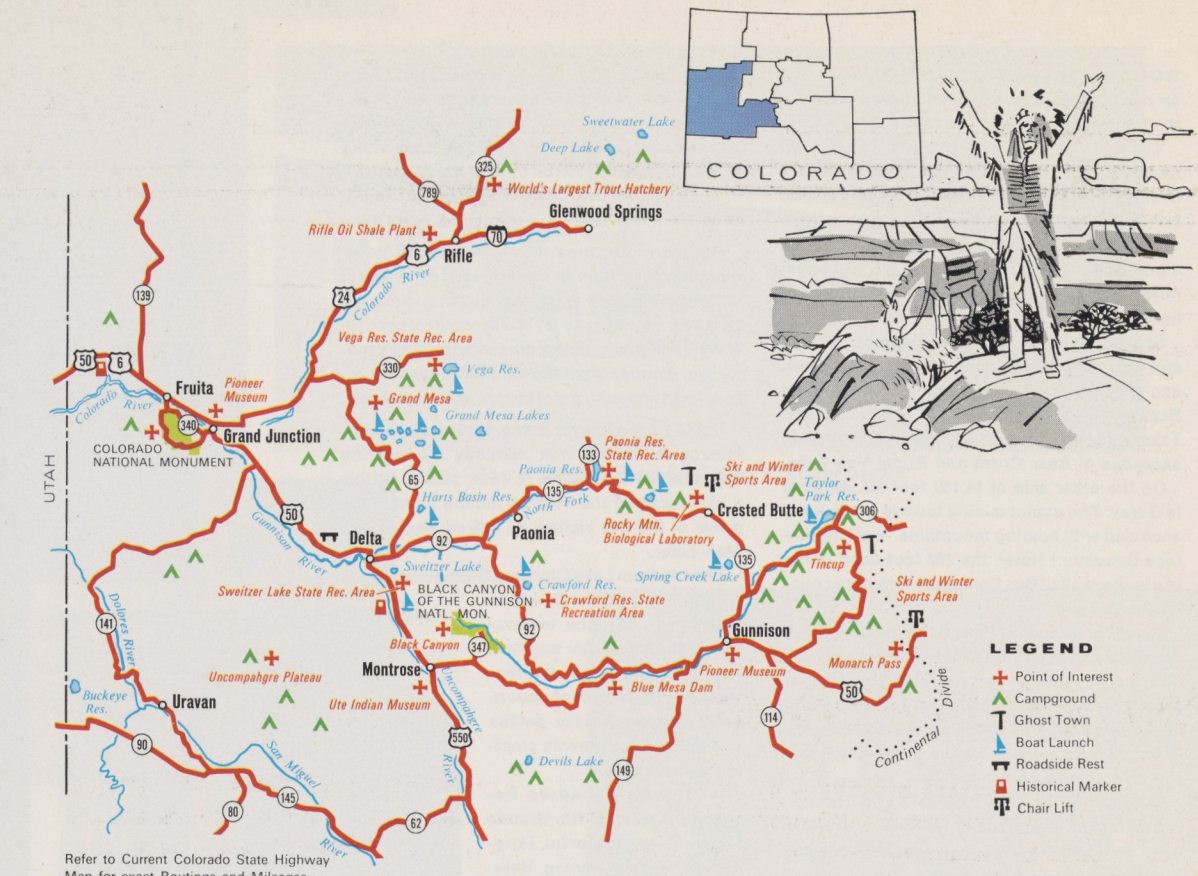 COLORADO
Sweetwater Lake
Deep Lake
325
789
World's Largest Trout-Hatchery
Glenwood Springs
Rifle Oil Shale Plant
70
6
Rifle
Colorado River
24
139
Vega Res. State Rec. Area
330
Vega Res.
50
6
Fruita
Pioneer
Museum
Grand Mesa
Colorado River
340
Grand Junction
Grand Mesa Lakes
COLORADO
NATIONAL MONUMENT
UTAH
133
Paonia Res.
State Rec. Area
Paonia Res.
Ski and Winter
Sports Area
Taylor
Park Res.
65
Harts Basin Res.
135
North Fork
Crested Butte
306
50
Gunnison River
Delta
92
Paonia
Rocky Mtn.
Biological Laboratory
135
Tincup
Sweitzer Lake
Spring Creek Lake
Sweitzer Lake State Rec. Area
BLACK CANYON
OF THE GUNNISON
NATL. MON.
Crawford Res.
Crawford Res. State
Recreation Area
Ski and Winter
Sports Area
141
Dolores River
92
Black Canyon
347
Gunnison
Montrose
Pioneer Museum
Monarch Pass
Uncompahgre Plateau
Ute Indian Museum
Blue Mesa Dam
50
Buckeye
Res.
Uravan
Uncompahgre River
114
Continental Divide
550
90
San Miguel River
Devils Lake
149
145
80
62
LEGEND
Point of Interest
Campground
Ghost Town
Boat Launch
Roadside Rest
Historical Marker
Chair Lift
Refer to Current Colorado State Highway
Map for exact Routings and Mileages